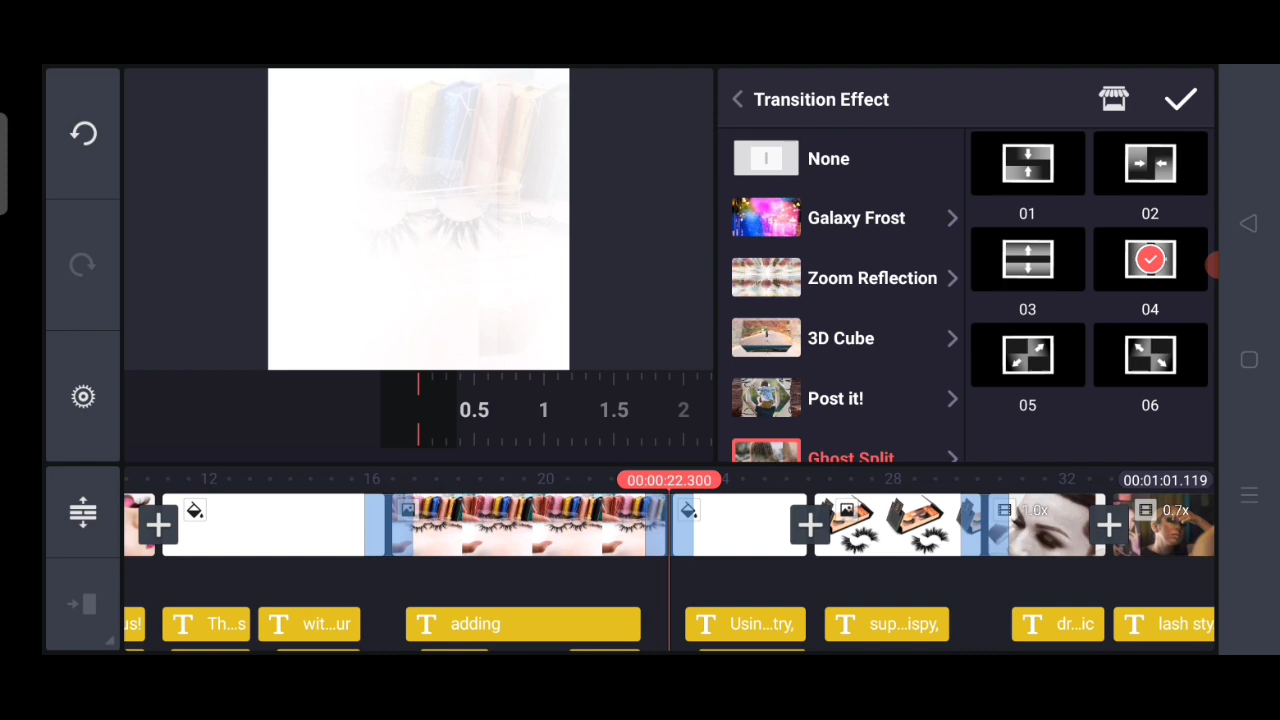 Transition Effect
None
Galaxy Frost
Zoom Reflection
3D Cube
Post it!
Ghost Split
01
02
03
04
05
06
0.5
1
1.5
2
12
16
20
00:00:22.300
4
28
32
00:01:01.119
1.0x
0.7x
us!
T Th...s
T wit...ur
T adding
T Usin...try,
T sup...ispy,
T dr...ic
T lash sty